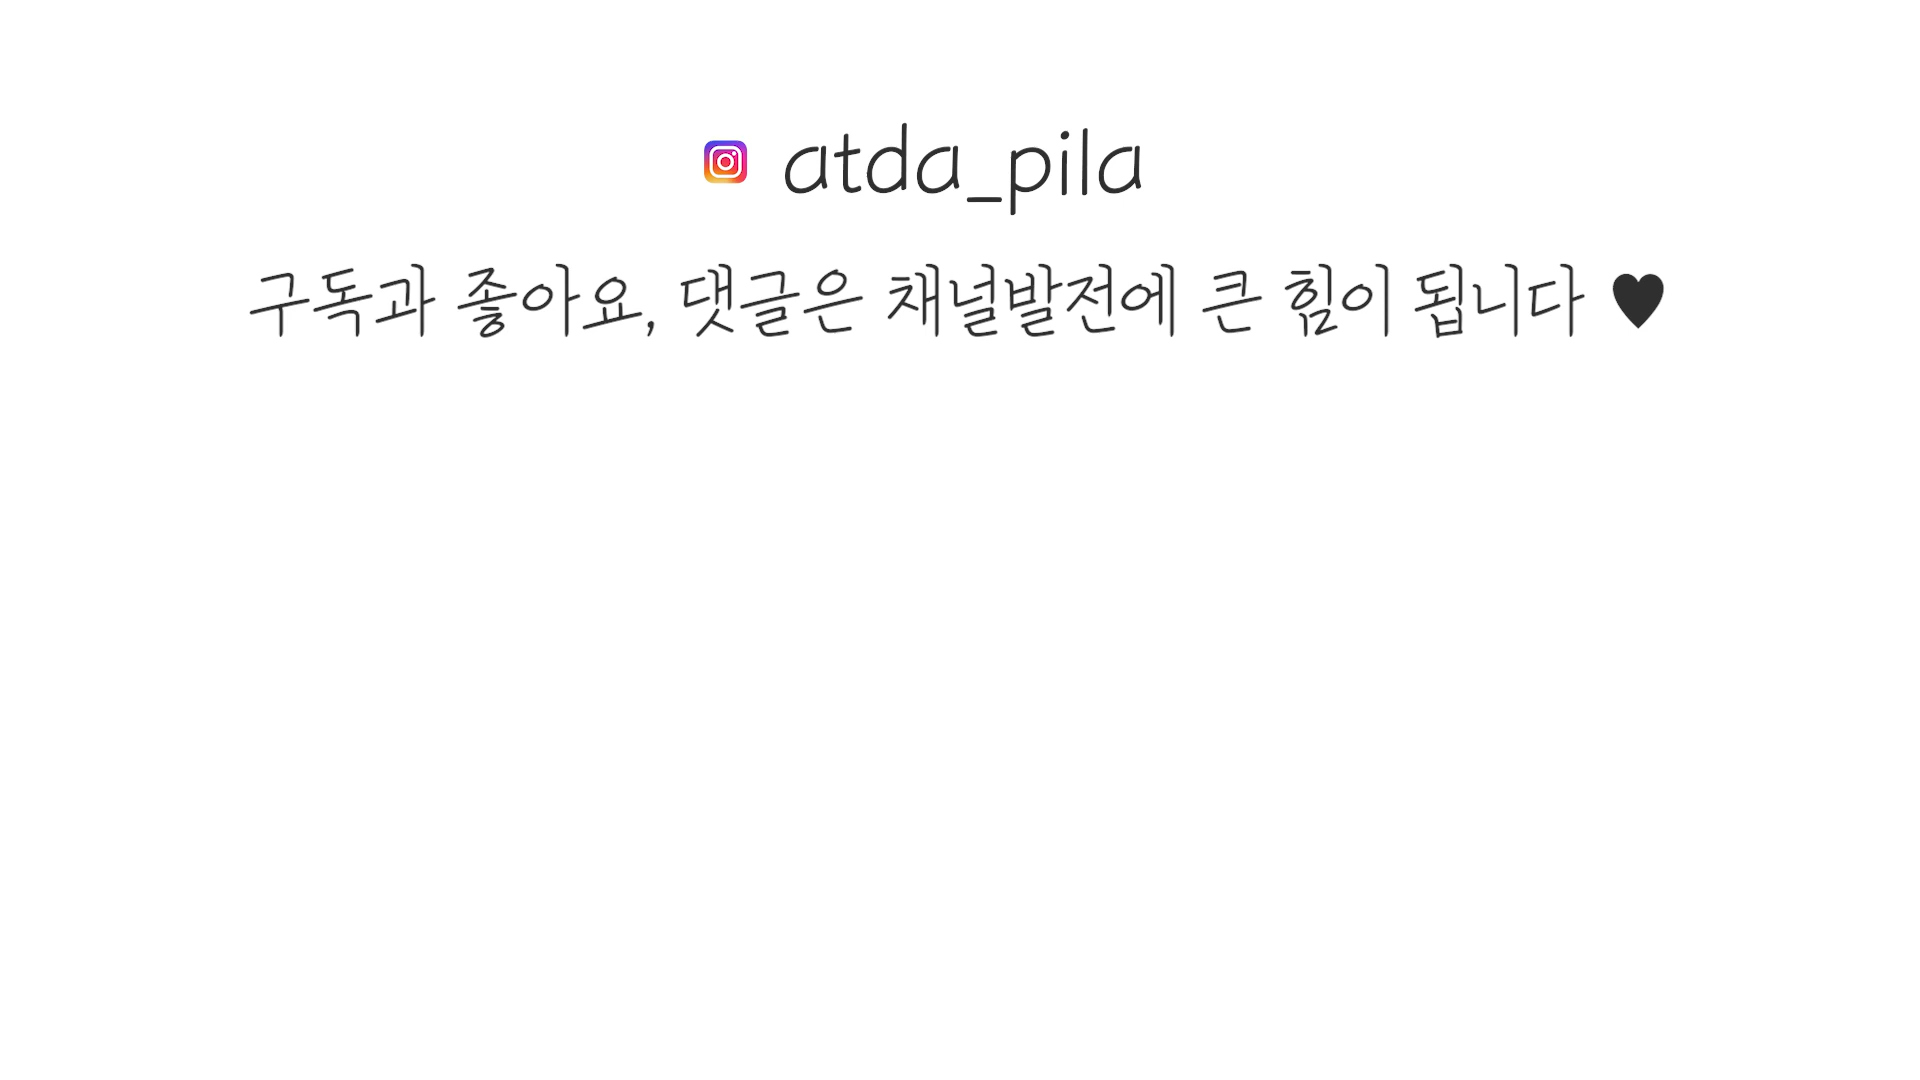 atda_pila
구독과 좋아요, 댓글은 채널발전에 큰 힘이 됩니다 ♥